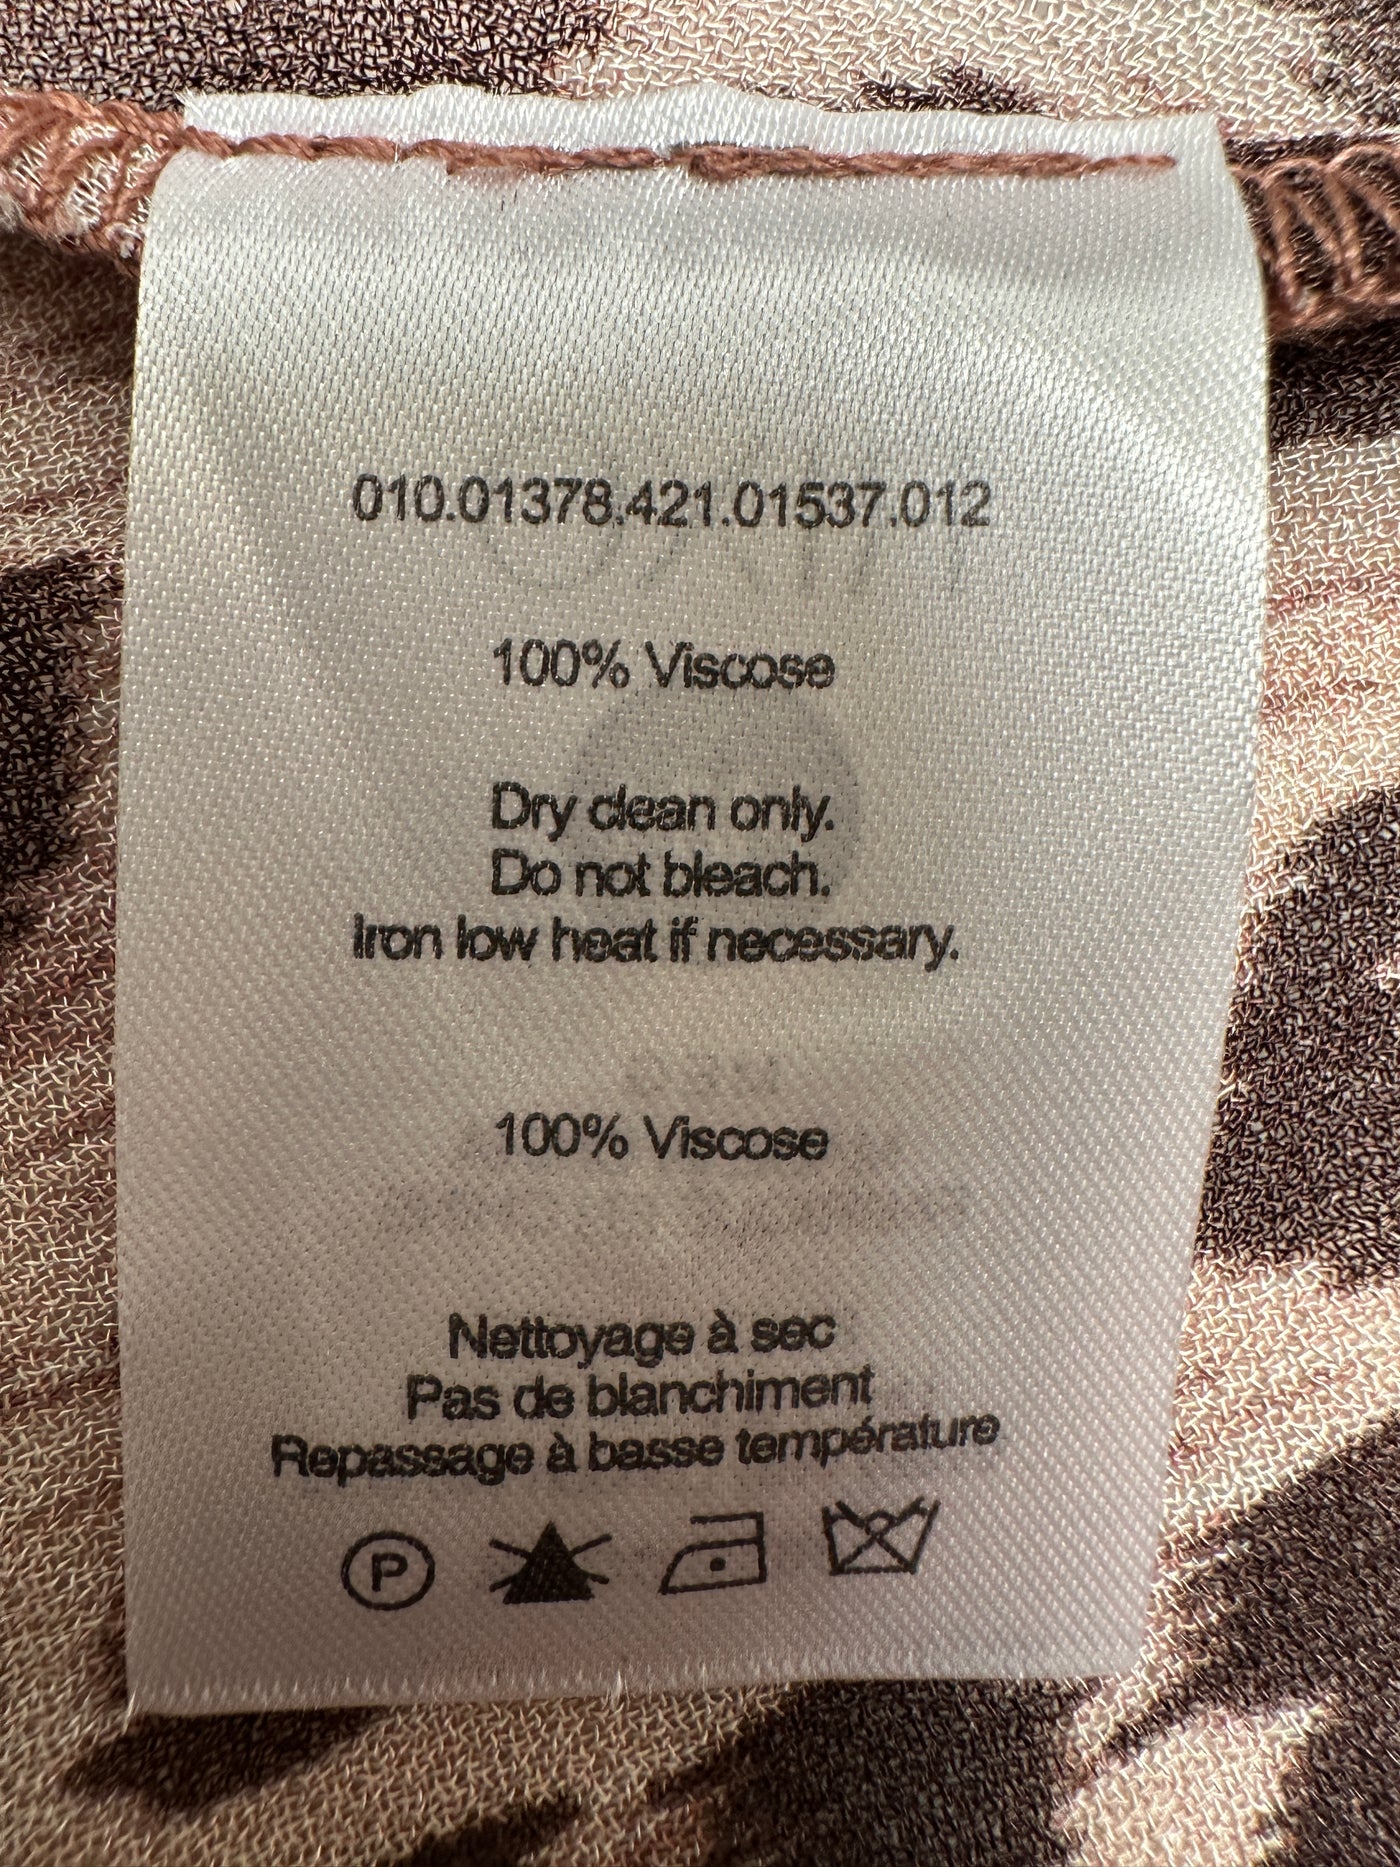 010.01378.421.01537.012
100% Viscose
Dry clean only.
Do not bleach.
Iron low heat if necessary.
100% Viscose
Nettoyage à sec
Pas de blanchiment
Repassage à basse température
P